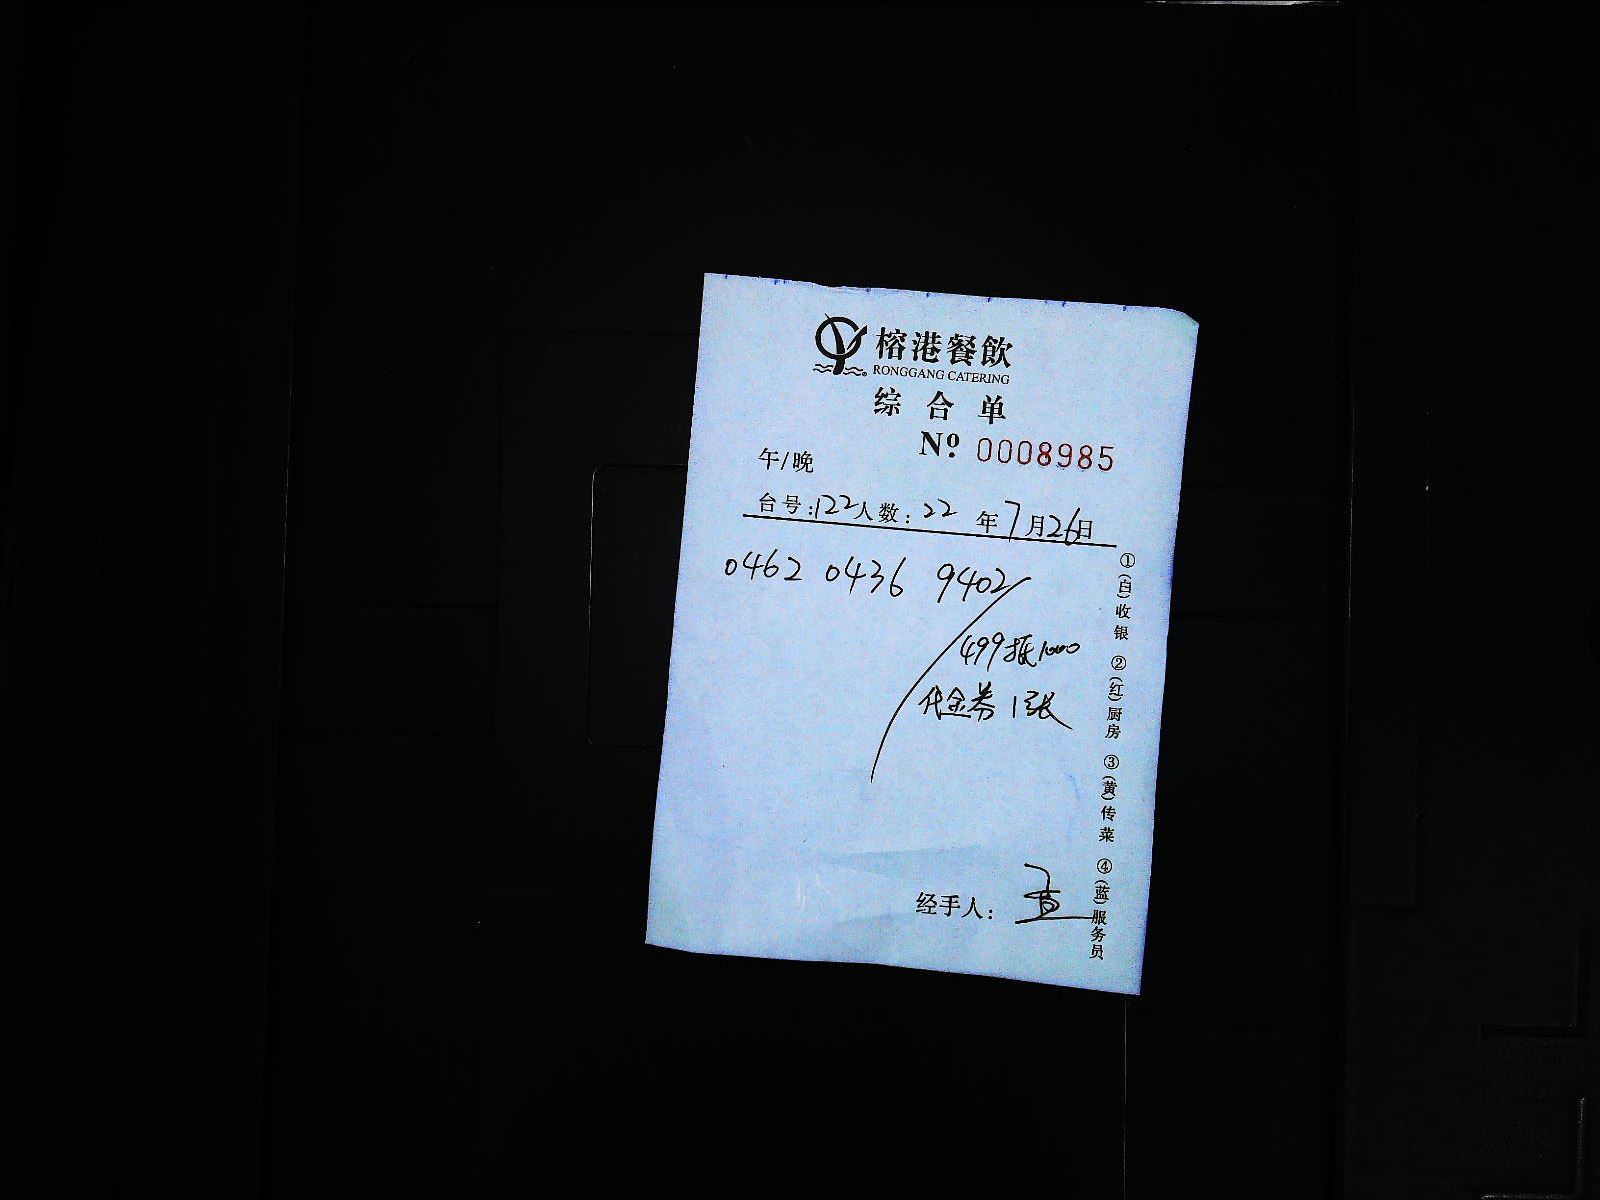 榕港餐飲
RONGGANG CATERING
综合单
Nº. 0008985
午/晚
台号:122人数:22 年7月26日
0462 0436 9402
499抵1000
代金券1张
经手人:
①(白)收银 ②(红)厨房 ③(黄)传菜 ④(蓝)服务员